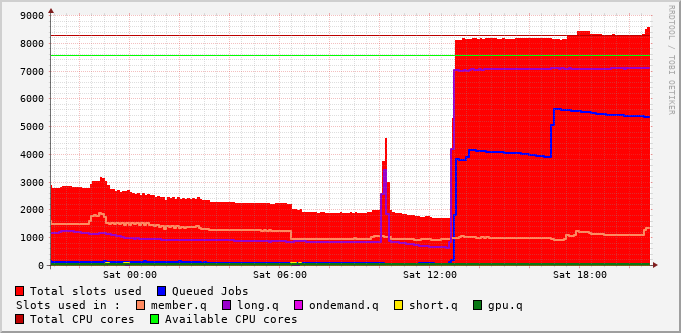 RRDTOOL / TOBI OETIKER
9000
8000
7000
6000
5000
4000
3000
2000
1000
0
Sat 00:00 Sat 06:00 Sat 12:00 Sat 18:00
Total slots used Queued Jobs
Slots used in : member.q long.q ondemand.q short.q gpu.q
Total CPU cores Available CPU cores